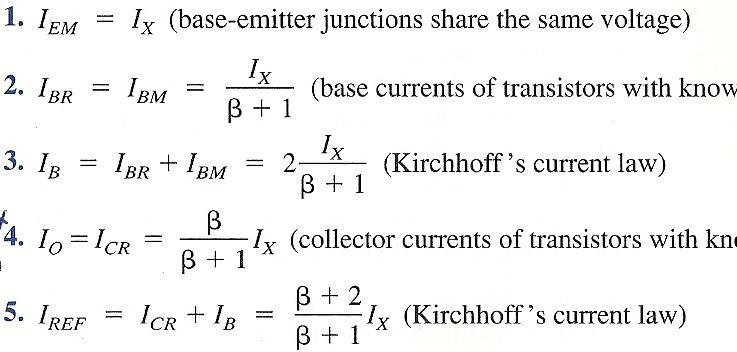 1. I_EM = I_X (base-emitter junctions share the same voltage)
2. I_BR = I_BM = I_X / (β + 1) (base currents of transistors with know
3. I_B = I_BR + I_BM = 2 I_X / (β + 1) (Kirchhoff's current law)
4. I_O = I_CR = β / (β + 1) I_X (collector currents of transistors with kn
5. I_REF = I_CR + I_B = (β + 2) / (β + 1) I_X (Kirchhoff's current law)